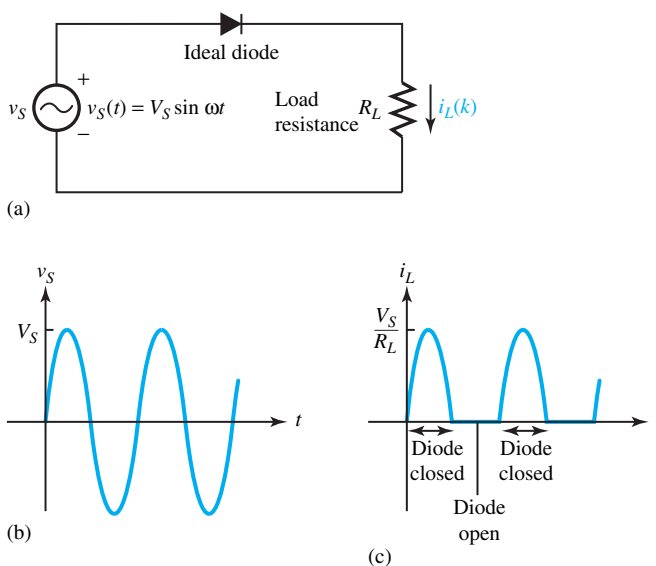 Ideal diode
+
v_S
v_S(t) = V_S sin ωt
−
Load
resistance
R_L
i_L(k)
(a)
v_S
V_S
t
(b)
i_L
V_S
R_L
Diode
closed
Diode
closed
Diode
open
(c)